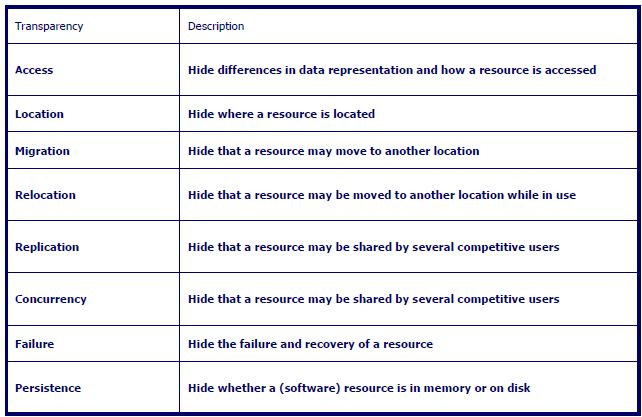 Transparency Description
Access Hide differences in data representation and how a resource is accessed
Location Hide where a resource is located
Migration Hide that a resource may move to another location
Relocation Hide that a resource may be moved to another location while in use
Replication Hide that a resource may be shared by several competitive users
Concurrency Hide that a resource may be shared by several competitive users
Failure Hide the failure and recovery of a resource
Persistence Hide whether a (software) resource is in memory or on disk